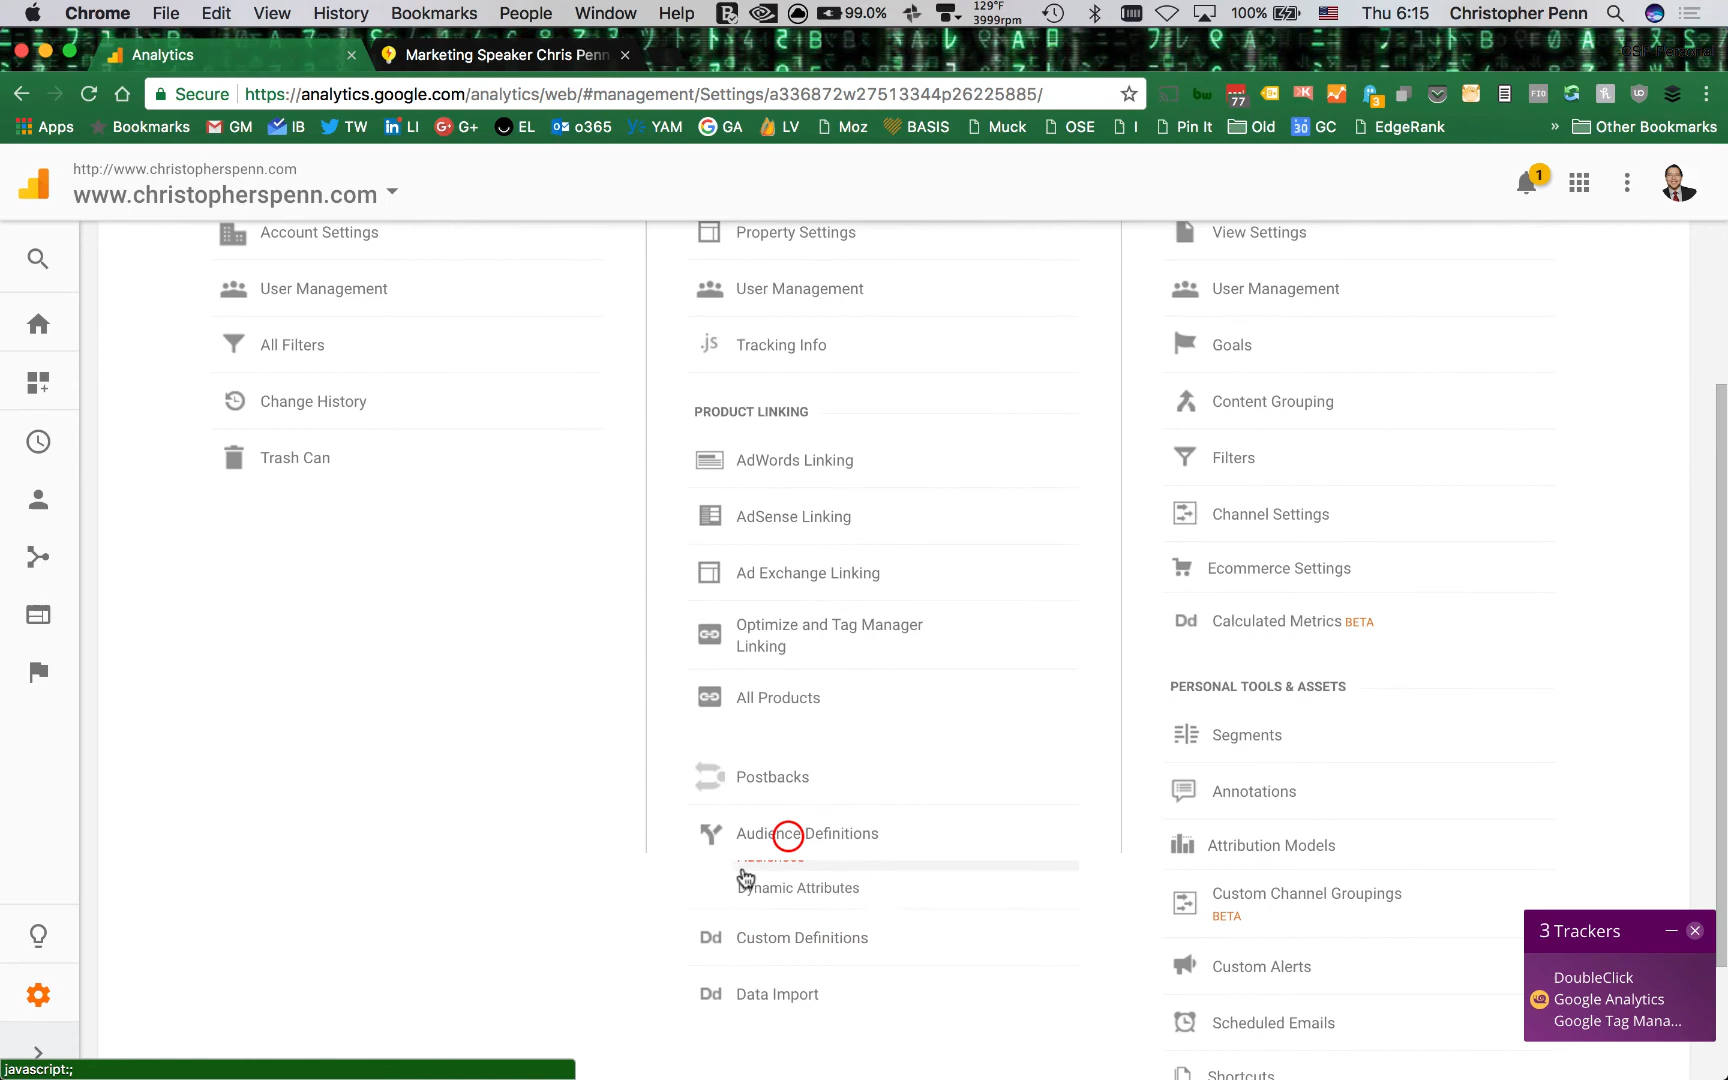 Chrome File Edit View History Bookmarks People Window Help 99.0% 129°F 3999rpm 100% Thu 6:15 Christopher Penn
Analytics Marketing Speaker Chris Penn
Secure https://analytics.google.com/analytics/web/#management/Settings/a336872w27513344p26225885/
Apps Bookmarks GM IB TW LI G+ EL o365 YAM GA LV Moz BASIS Muck OSE I Pin It Old GC EdgeRank » Other Bookmarks
http://www.christopherspenn.com
www.christopherspenn.com
1
Account Settings
User Management
All Filters
Change History
Trash Can
Property Settings
User Management
.js Tracking Info
PRODUCT LINKING
AdWords Linking
AdSense Linking
Ad Exchange Linking
Optimize and Tag Manager
Linking
All Products
Postbacks
Audience Definitions
Audiences
Dynamic Attributes
Dd Custom Definitions
Dd Data Import
View Settings
User Management
Goals
Content Grouping
Filters
Channel Settings
Ecommerce Settings
Dd Calculated Metrics BETA
PERSONAL TOOLS & ASSETS
Segments
Annotations
Attribution Models
Custom Channel Groupings
BETA
Custom Alerts
Scheduled Emails
Shortcuts
3 Trackers
DoubleClick
Google Analytics
Google Tag Mana...
javascript:;